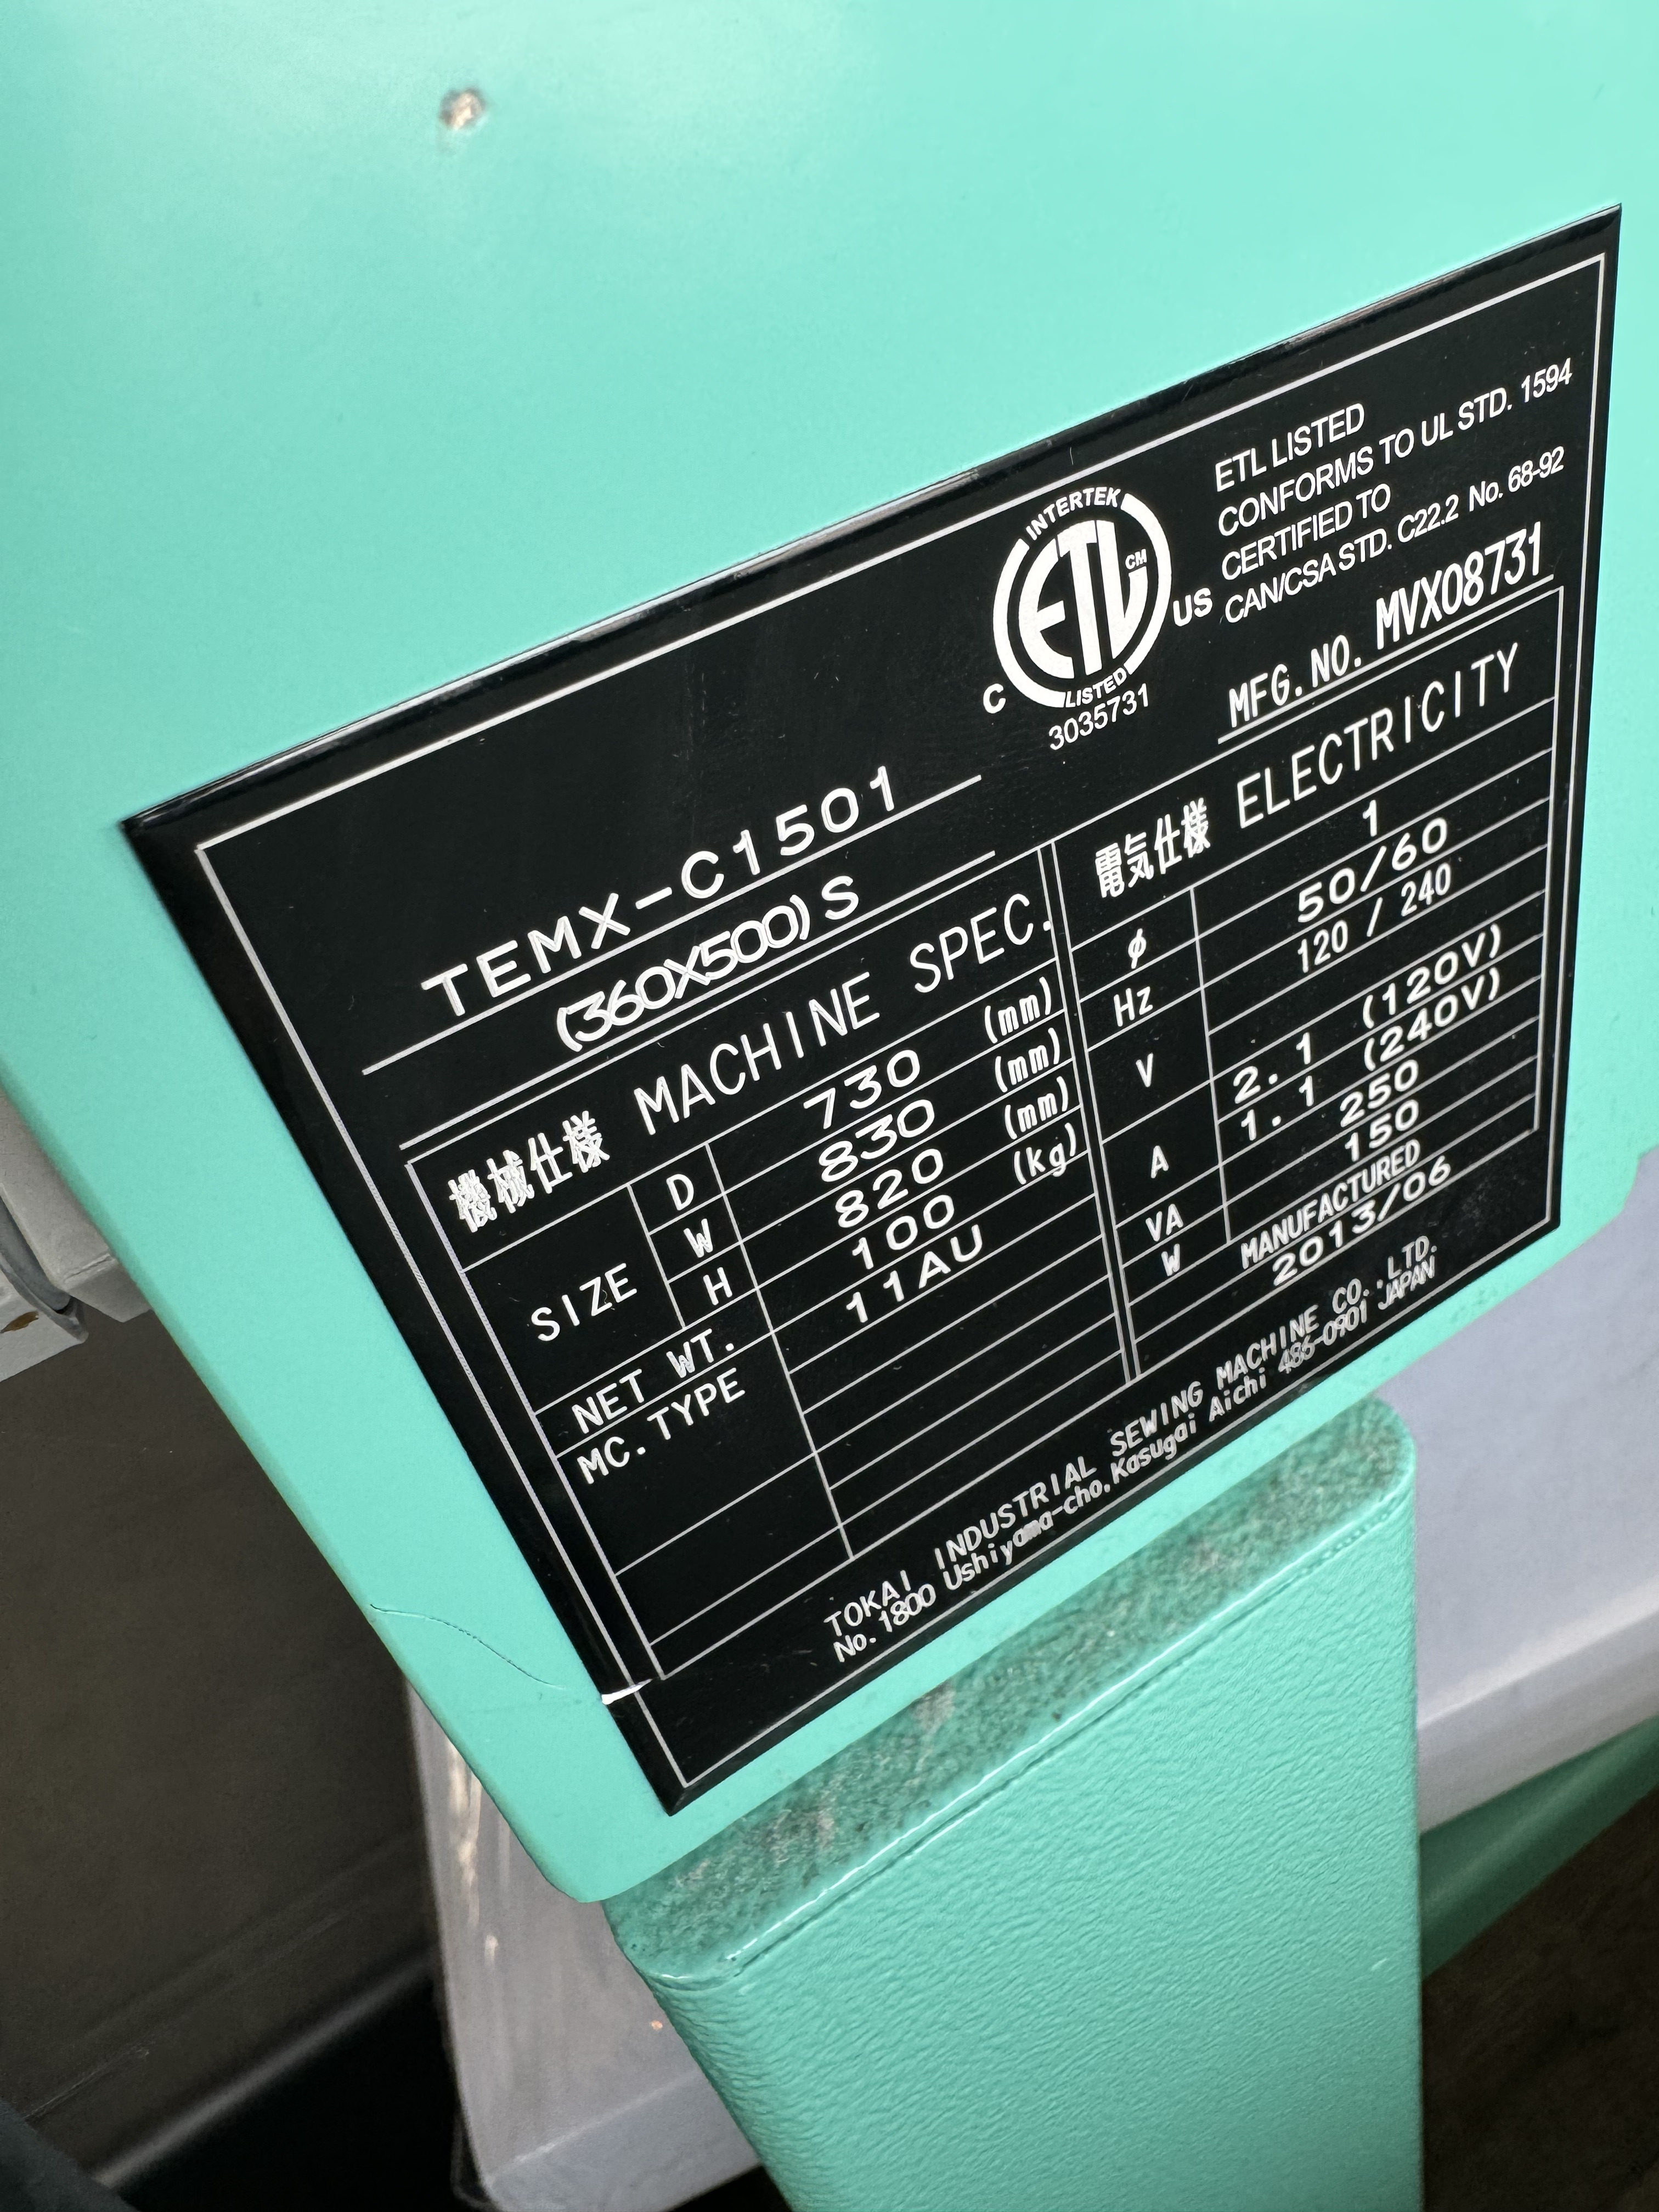 TEMX-C1501
(360X500)S
C
INTERTEK
ETL CM
LISTED
US
3035731
ETL LISTED
CONFORMS TO UL STD. 1594
CERTIFIED TO
CAN/CSA STD. C22.2 No. 68-92
MFG. NO. MVX08731
機械仕様 MACHINE SPEC.
SIZE D 730 (mm)
W 830 (mm)
H 820 (mm)
NET WT. 100 (kg)
MC. TYPE 11AU
電気仕様 ELECTRICITY
φ 1
Hz 50/60
V 120 / 240
A 2.1 (120V)
1.1 (240V)
VA 250
W 150
MANUFACTURED
2013/06
TOKAI INDUSTRIAL SEWING MACHINE CO.,LTD.
No.1800 Ushiyama-cho,Kasugai Aichi 486-0901 JAPAN